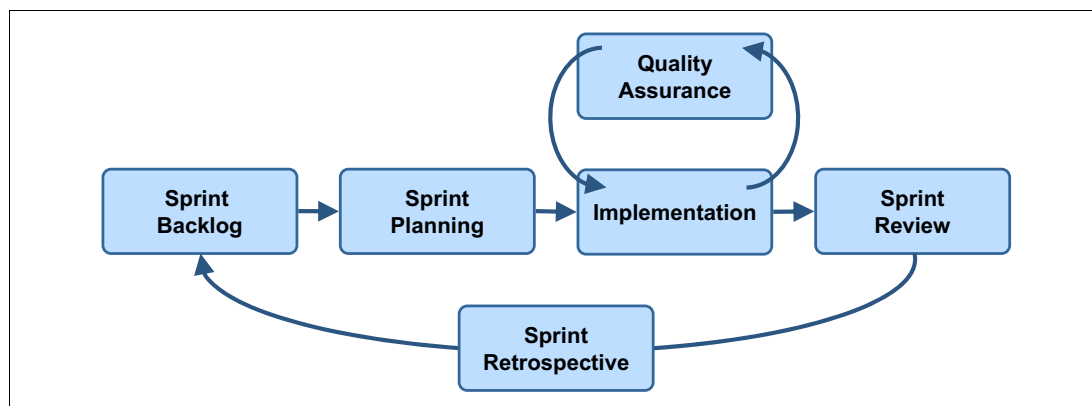 Quality
Assurance
Sprint
Backlog
Sprint
Planning
Implementation
Sprint
Review
Sprint
Retrospective